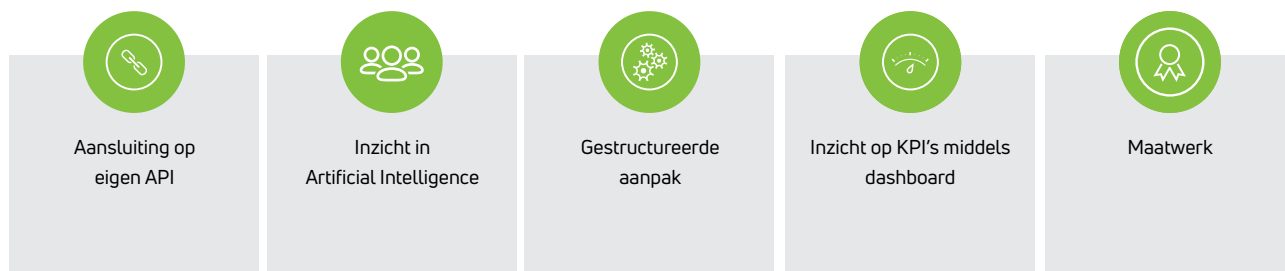 Aansluiting op
eigen API
Inzicht in
Artificial Intelligence
Gestructureerde
aanpak
Inzicht op KPI's middels
dashboard
Maatwerk